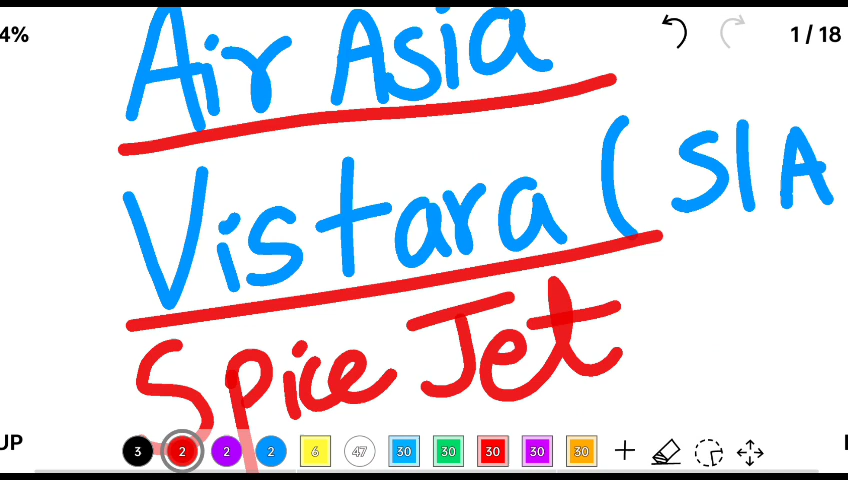 4%
1 / 18
Air Asia
Vistara ( SIA
Spice Jet
UP
3 2 2 2 6 47 30 30 30 30 30